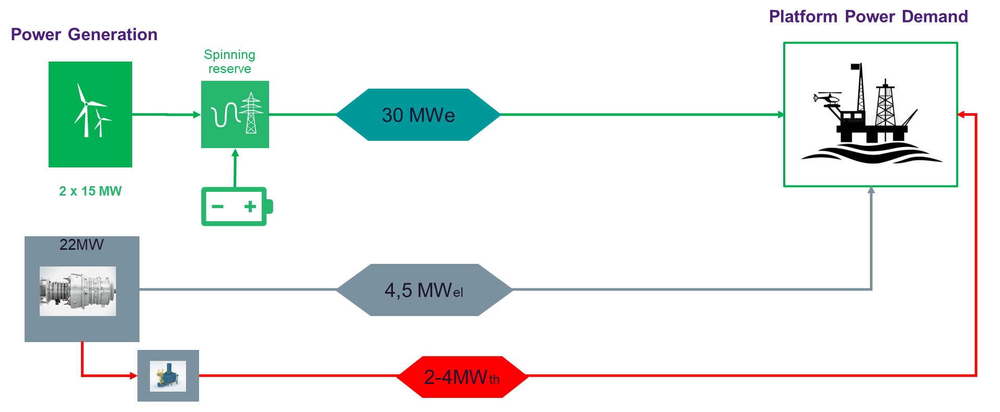 Platform Power Demand
Power Generation
Spinning
reserve
30 MWe
2 x 15 MW
22MW
4,5 MWel
2-4MWth